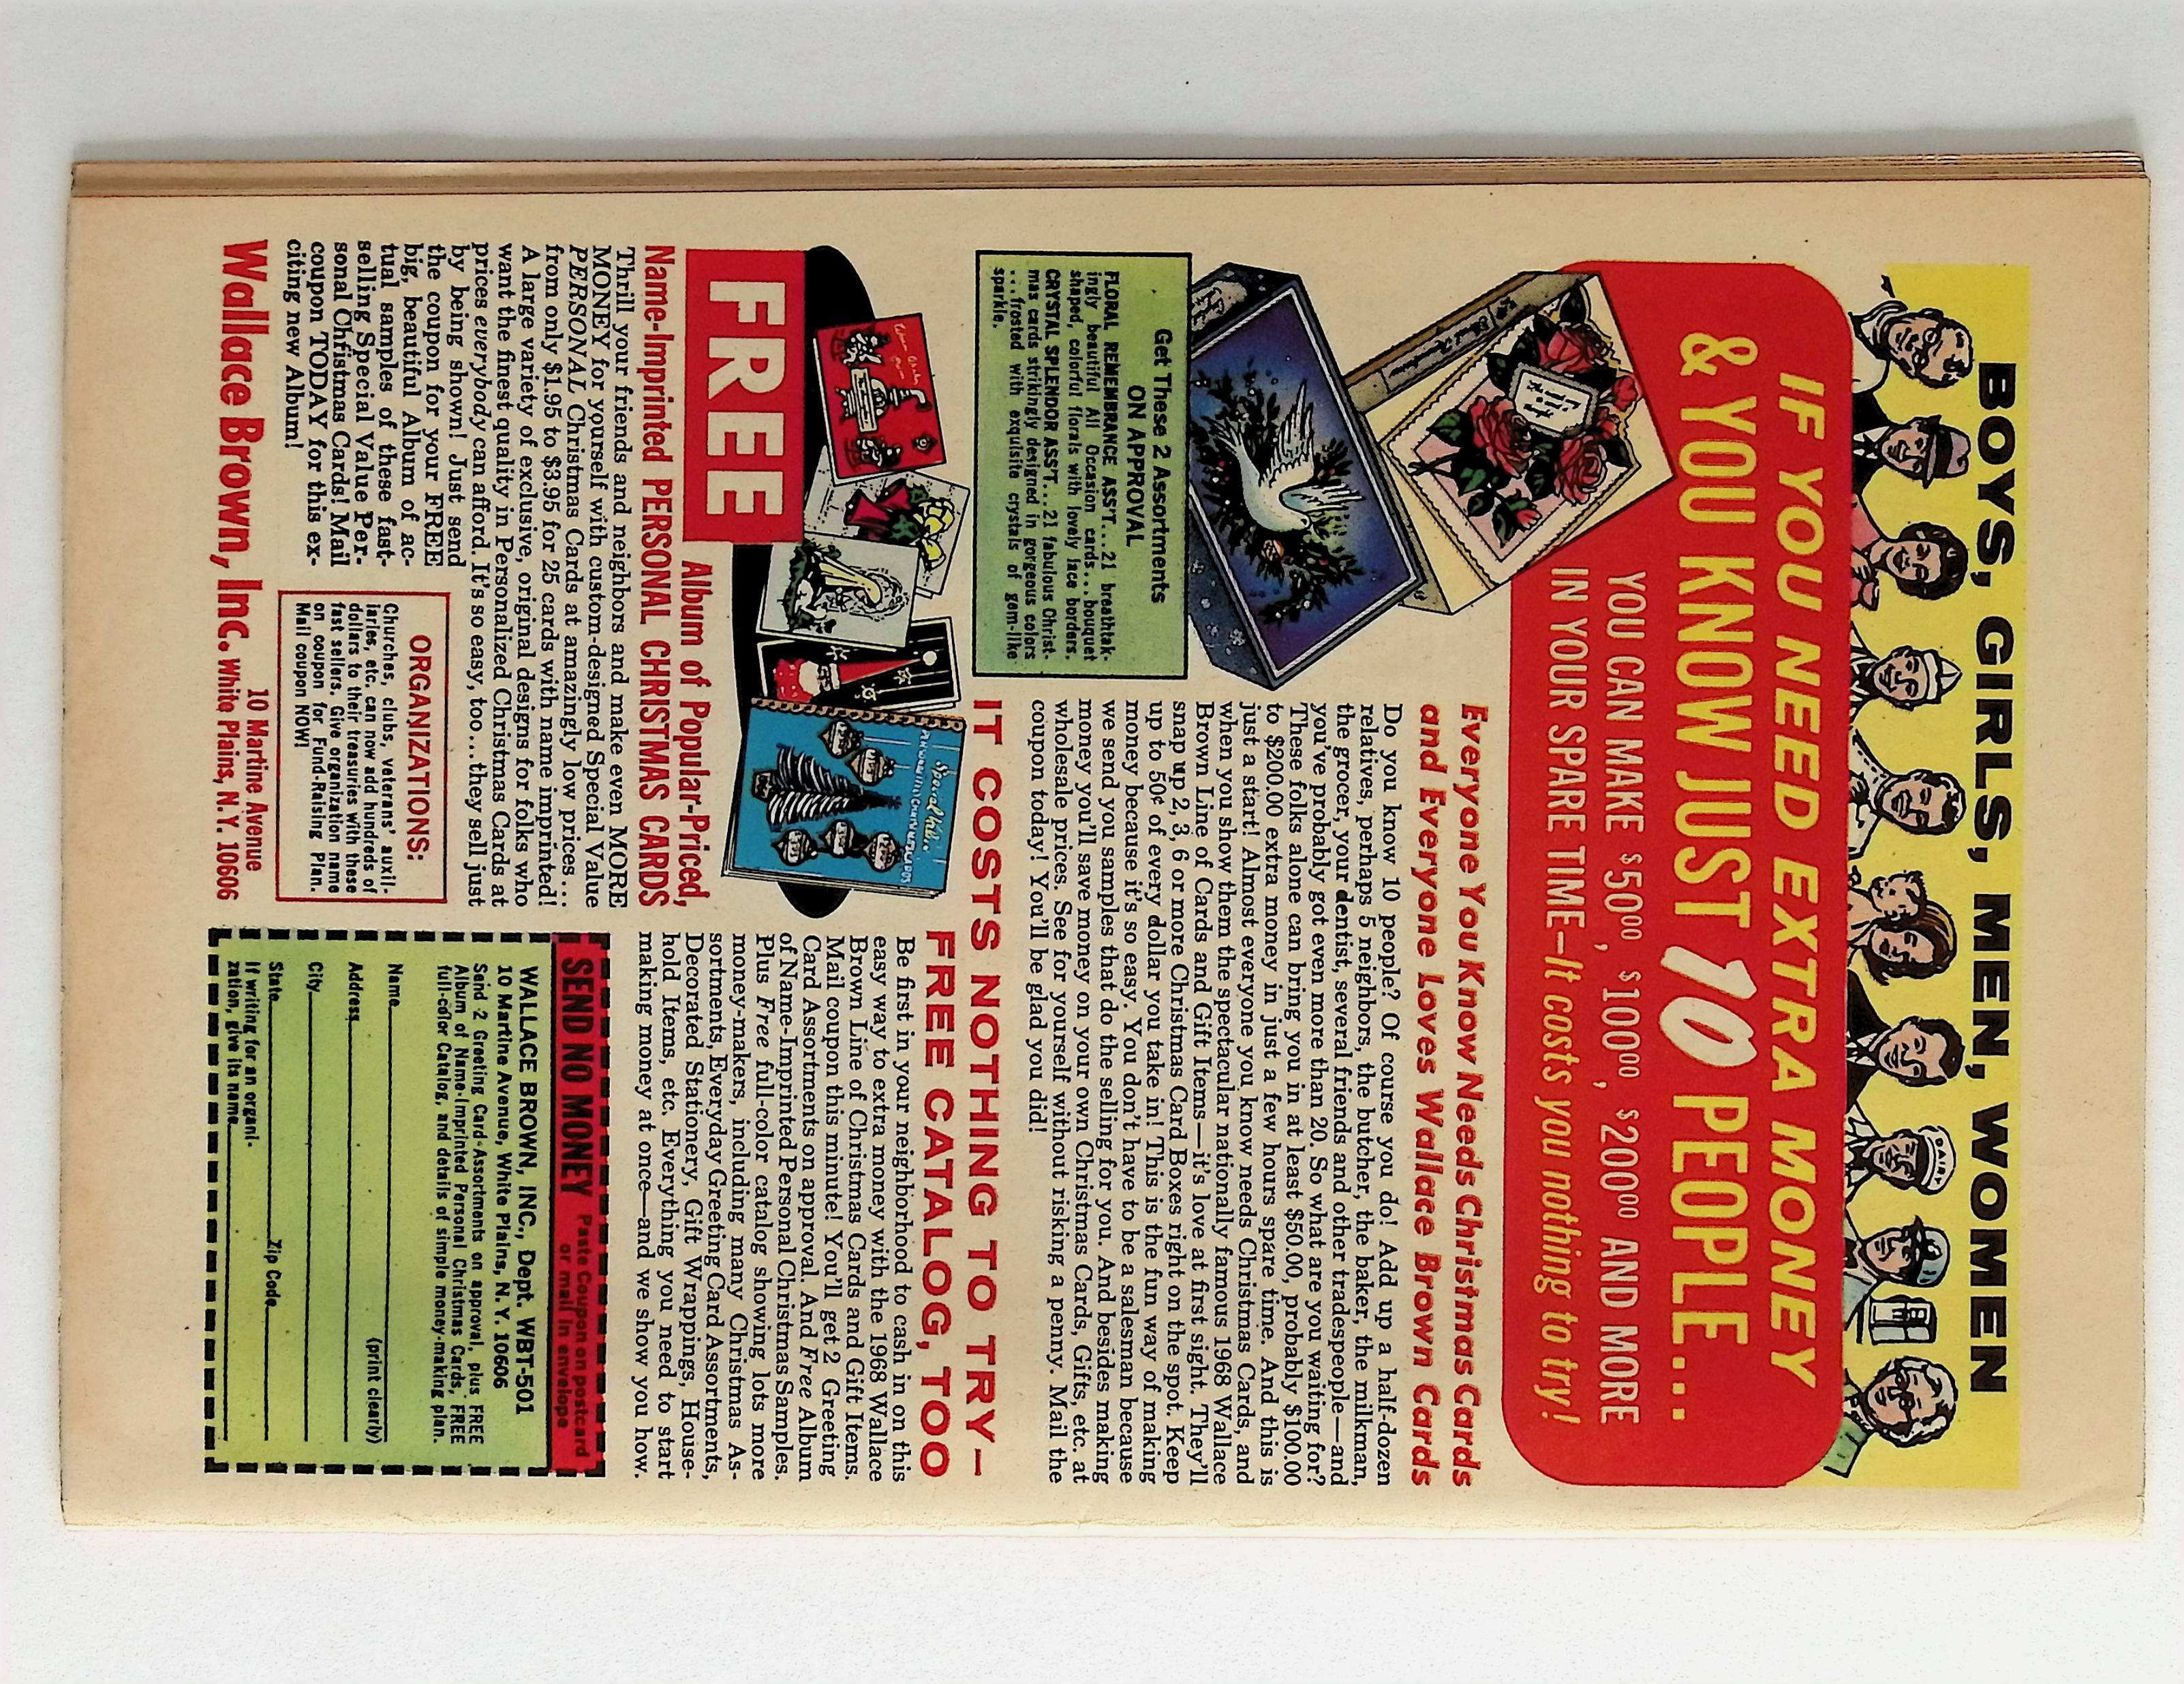 BOYS, GIRLS, MEN, WOMEN
DAIRY
IF YOU NEED EXTRA MONEY
& YOU KNOW JUST 10 PEOPLE...
YOU CAN MAKE $50.00, $100.00, $200.00 AND MORE
IN YOUR SPARE TIME—It costs you nothing to try!
Everyone You Know Needs Christmas Cards
and Everyone Loves Wallace Brown Cards
Do you know 10 people? Of course you do! Add up a half-dozen
relatives, perhaps 5 neighbors, the butcher, the baker, the milkman,
the grocer, your dentist, several friends and other tradespeople—and
you've probably got even more than 20. So what are you waiting for?
These folks alone can bring you in at least $50.00, probably $100.00
to $200.00 extra money in just a few hours spare time. And this is
just a start! Almost everyone you know needs Christmas Cards, and
when you show them the spectacular nationally famous 1968 Wallace
Brown Line of Cards and Gift Items—it's love at first sight. They'll
snap up 2, 3, 6 or more Christmas Card Boxes right on the spot. Keep
up to 50¢ of every dollar you take in! This is the fun way of making
money because it's so easy. You don't have to be a salesman because
we send you samples that do the selling for you. And besides making
money you'll save money on your own Christmas Cards, Gifts, etc. at
wholesale prices. See for yourself without risking a penny. Mail the
coupon today! You'll be glad you did!
Get These 2 Assortments
ON APPROVAL
FLORAL REMEMBRANCE ASS'T...21 breathtak-
ingly beautiful All Occasion cards...bouquet
shaped, colorful florals with lovely lace borders.
CRYSTAL SPLENDOR ASS'T...21 fabulous Christ-
mas cards strikingly designed in gorgeous colors
...frosted with exquisite crystals of gem-like
sparkle.
IT COSTS NOTHING TO TRY—
FREE CATALOG, TOO
Be first in your neighborhood to cash in on this
easy way to extra money with the 1968 Wallace
Brown Line of Christmas Cards and Gift Items.
Mail coupon this minute! You'll get 2 Greeting
Card Assortments on approval. And Free Album
of Name-Imprinted Personal Christmas Samples.
Plus Free full-color catalog showing lots more
money-makers, including many Christmas As-
sortments, Everyday Greeting Card Assortments,
Decorated Stationery, Gift Wrappings, House-
hold Items, etc. Everything you need to start
making money at once—and we show you how.
Special Value
FREE
Album of Popular-Priced,
Name-Imprinted PERSONAL CHRISTMAS CARDS
Thrill your friends and neighbors and make even MORE
MONEY for yourself with custom-designed Special Value
PERSONAL Christmas Cards at amazingly low prices...
from only $1.95 to $3.95 for 25 cards with name imprinted!
A large variety of exclusive, original designs for folks who
want the finest quality in Personalized Christmas Cards at
prices everybody can afford. It's so easy, too...they sell just
by being shown! Just send
the coupon for your FREE
big, beautiful Album of ac-
tual samples of these fast-
selling Special Value Per-
sonal Christmas Cards! Mail
coupon TODAY for this ex-
citing new Album!
ORGANIZATIONS:
Churches, clubs, veterans' auxil-
iaries, etc. can now add hundreds of
dollars to their treasuries with these
fast sellers. Give organization name
on coupon for Fund-Raising Plan.
Mail coupon NOW!
Wallace Brown, Inc. 10 Martine Avenue
White Plains, N.Y. 10606
SEND NO MONEY Paste Coupon on postcard
or mail in envelope
WALLACE BROWN, INC., Dept. WBT-501
10 Martine Avenue, White Plains, N.Y. 10606
Send 2 Greeting Card-Assortments on approval, plus FREE
Album of Name-Imprinted Personal Christmas Cards, FREE
full-color Catalog, and details of simple money-making plan.
Name
(print clearly)
Address
City
State Zip Code
If writing for an organi-
zation, give its name